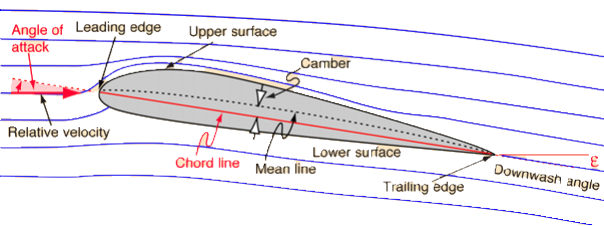 Angle of
attack
Leading edge
Upper surface
Camber
Relative velocity
Chord line
Mean line
Lower surface
Trailing edge
Downwash angle
ε